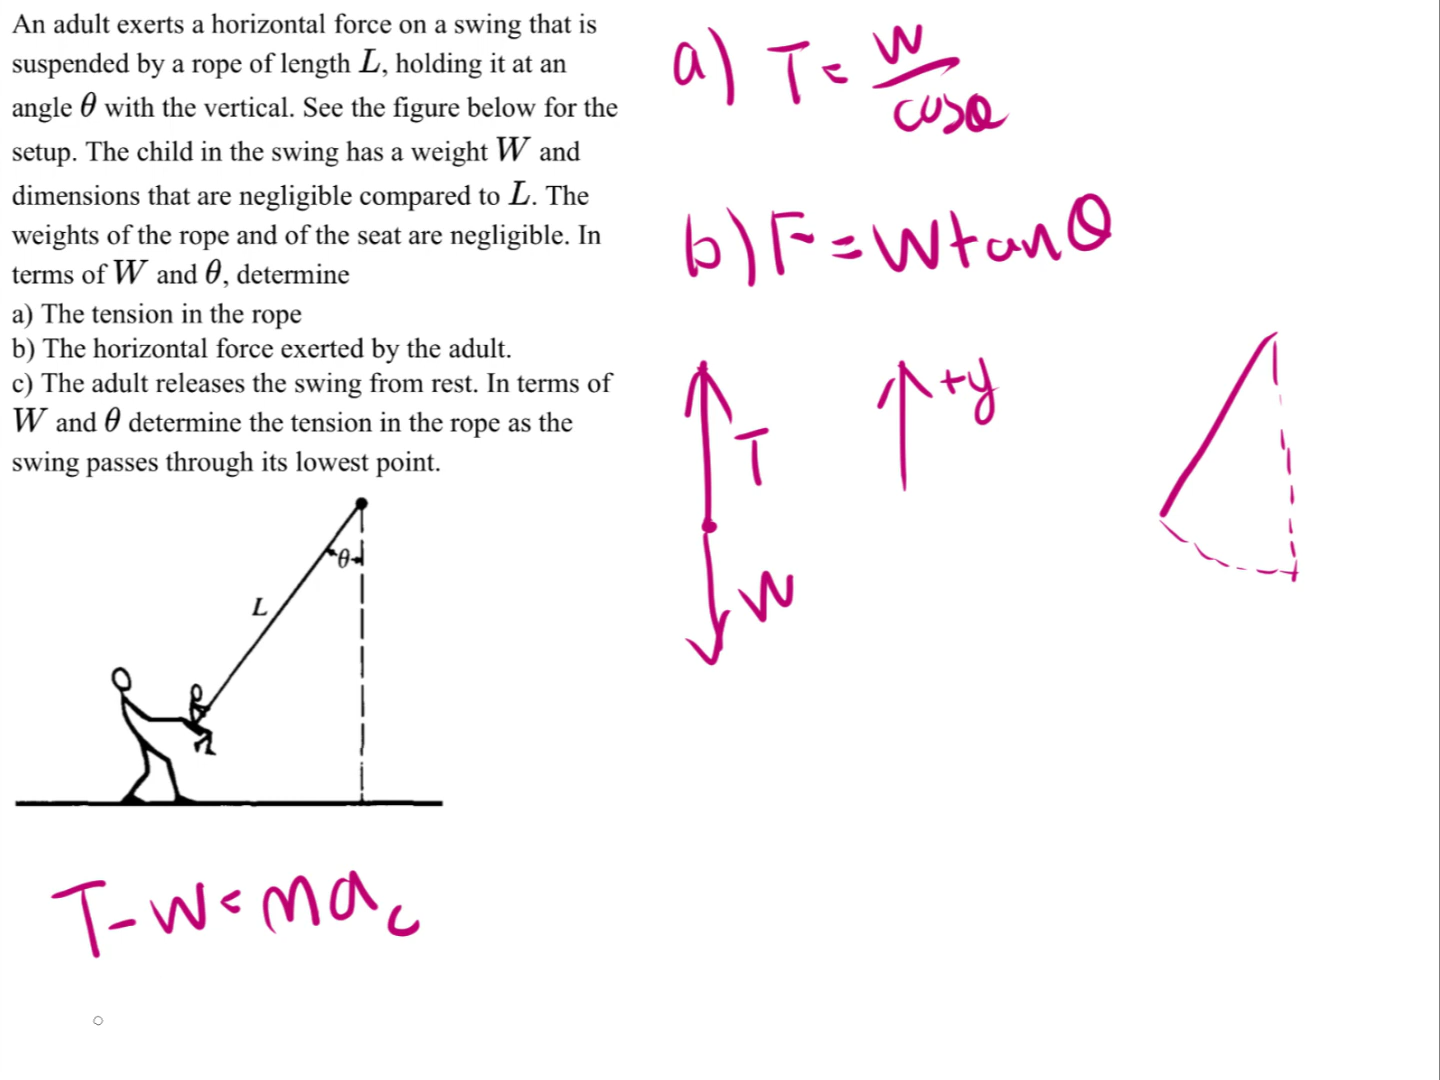 An adult exerts a horizontal force on a swing that is
suspended by a rope of length L, holding it at an
angle θ with the vertical. See the figure below for the
setup. The child in the swing has a weight W and
dimensions that are negligible compared to L. The
weights of the rope and of the seat are negligible. In
terms of W and θ, determine
a) The tension in the rope
b) The horizontal force exerted by the adult.
c) The adult releases the swing from rest. In terms of
W and θ determine the tension in the rope as the
swing passes through its lowest point.
θ
L
T-W=ma_c
a) T = W/cosθ
b) F = W tanθ
T
+y
W